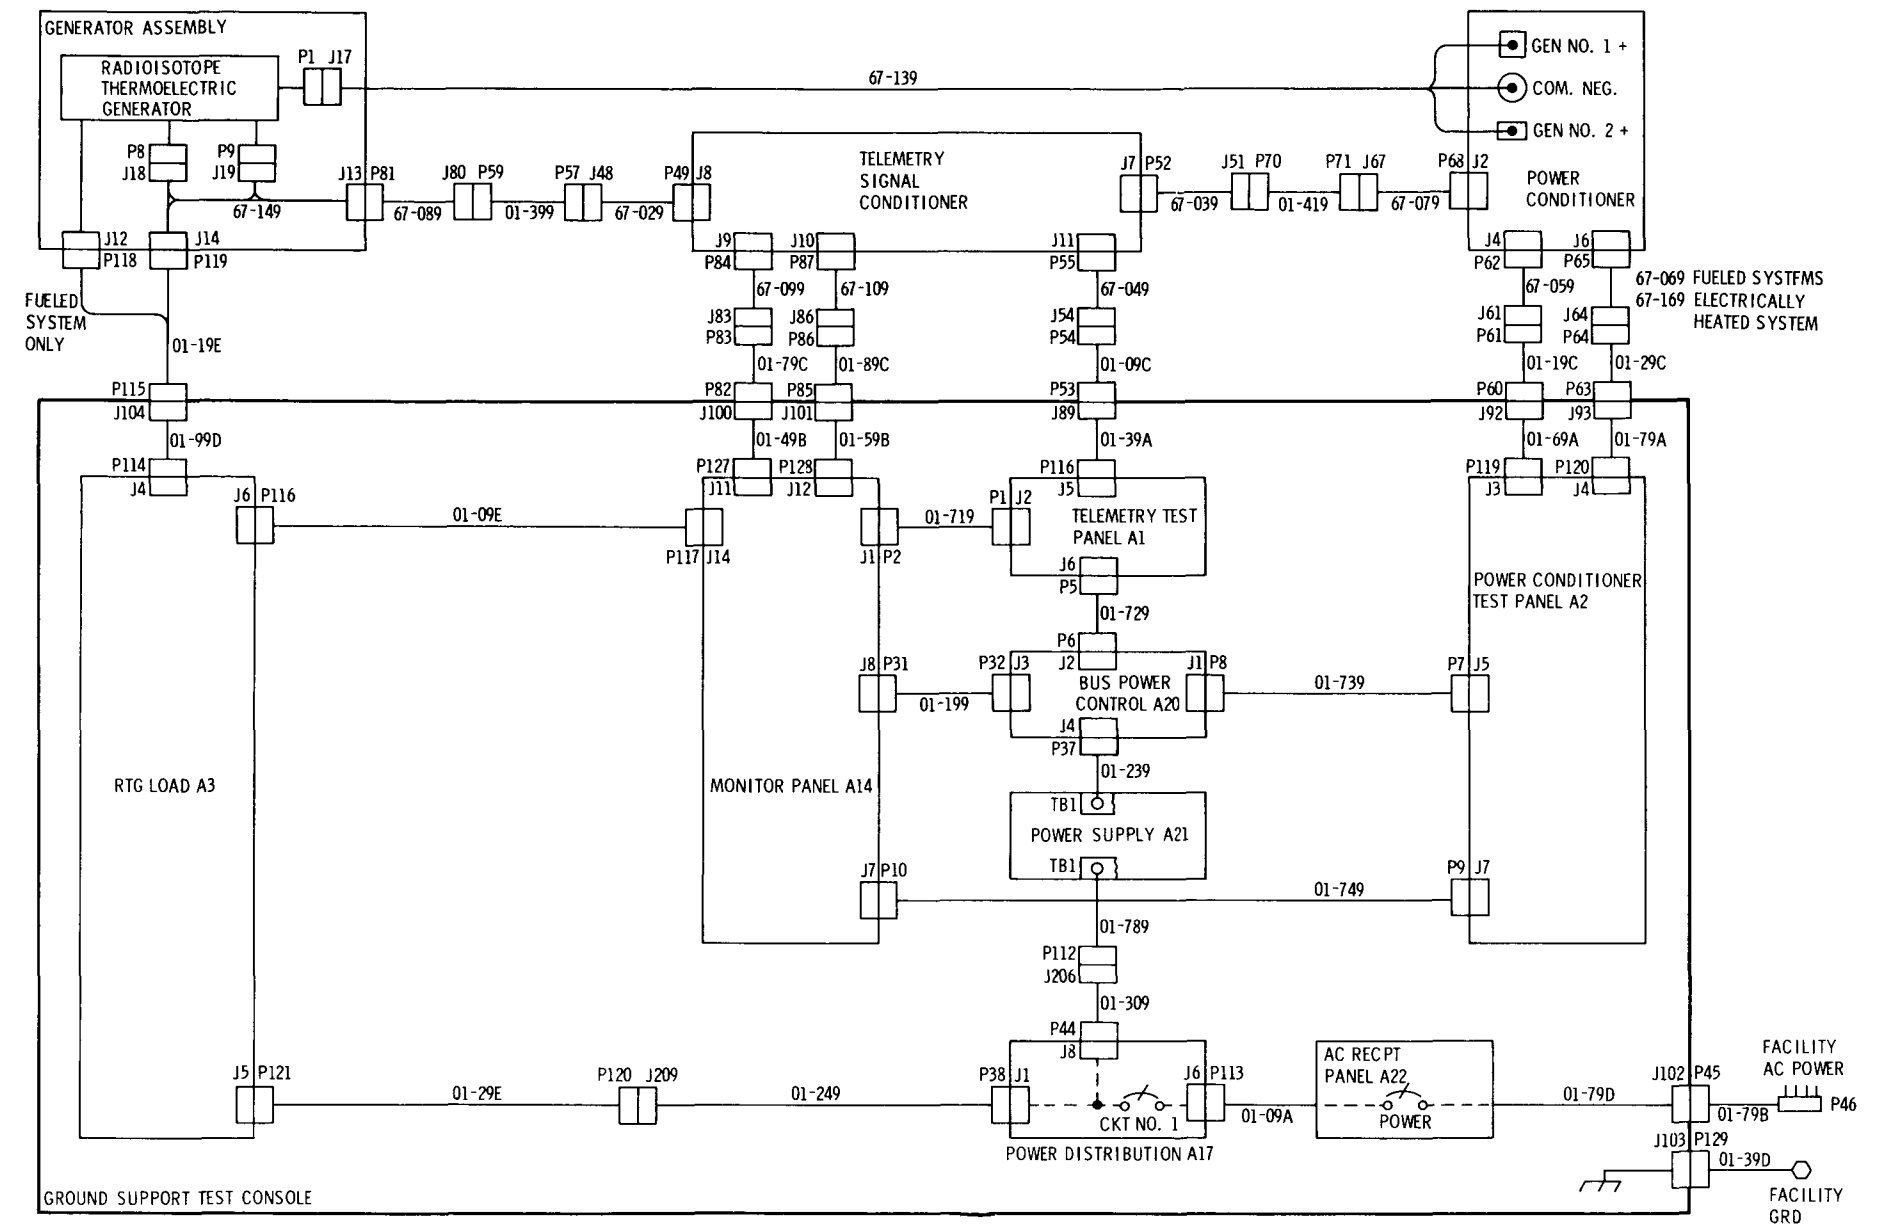 GENERATOR ASSEMBLY
RADIOISOTOPE
THERMOELECTRIC
GENERATOR
P1 J17
67-139
GEN NO. 1 +
COM. NEG.
GEN NO. 2 +
P8
J18
P9
J19
67-149
J13 P81
67-089
J80 P59
01-399
P57 J48
67-029
P49 J8
TELEMETRY
SIGNAL
CONDITIONER
J7 P52
67-039
J51 P70
01-419
P71 J67
67-079
P68 J2
POWER
CONDITIONER
J12
P118
J14
P119
J9
P84
J10
P87
J11
P55
J4
P62
J6
P65
FUELED
SYSTEM
ONLY
01-19E
67-099
67-109
67-049
67-059
67-069 FUELED SYSTEMS
67-169 ELECTRICALLY
HEATED SYSTEM
J83
P83
J86
P86
J54
P54
J61
P61
J64
P64
01-79C
01-89C
01-09C
01-19C
01-29C
P115
J104
P82
J100
P85
J101
P53
J89
P60
J92
P63
J93
01-99D
01-49B
01-59B
01-39A
01-69A
01-79A
P114
J4
P127
J11
P128
J12
P116
J5
P119
J3
P120
J4
J6 P116
01-09E
P117 J14
J1 P2
01-719
P1 J2
TELEMETRY TEST
PANEL A1
J6
P5
01-729
POWER CONDITIONER
TEST PANEL A2
P6
J2
J8 P31
01-199
P32 J3
BUS POWER
CONTROL A20
J1 P8
01-739
P7 J5
J4
P37
01-239
RTG LOAD A3
MONITOR PANEL A14
TB1
POWER SUPPLY A21
TB1
J7 P10
01-749
P9 J7
01-789
P112
J206
01-309
P44
J8
J5 P121
01-29E
P120 J209
01-249
P38 J1
CKT NO. 1
J6 P113
01-09A
AC RECPT
PANEL A22
POWER
01-79D
J102 P45
01-79B
FACILITY
AC POWER
P46
POWER DISTRIBUTION A17
J103 P129
01-39D
FACILITY
GRD
GROUND SUPPORT TEST CONSOLE